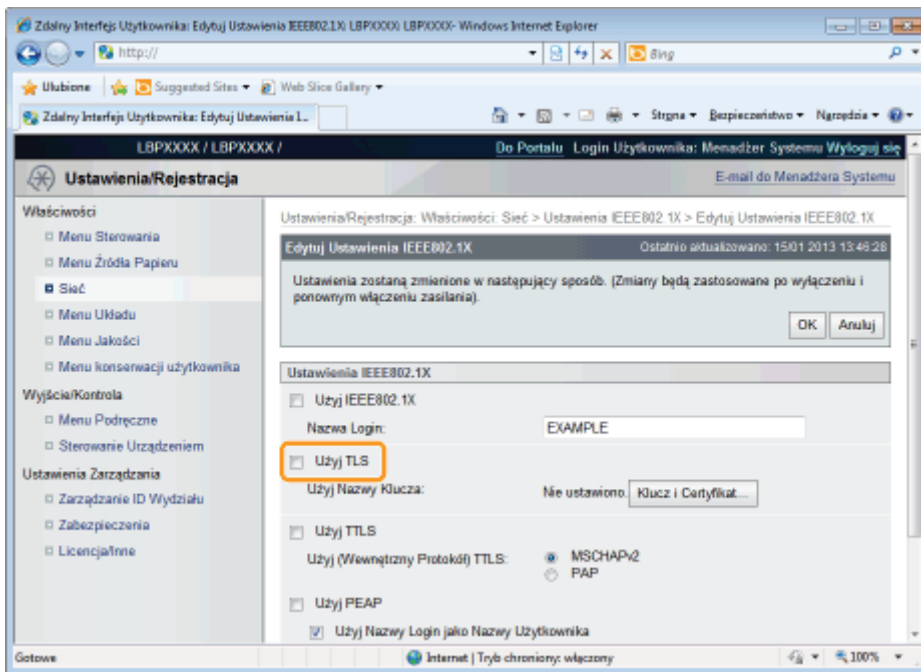 Zdalny Interfejs Użytkownika: Edytuj Ustawienia IEEE802.1X: LBPXXXX: LBPXXXX- Windows Internet Explorer
http://
Bing
Ulubione
Suggested Sites
Web Slice Gallery
Zdalny Interfejs Użytkownika: Edytuj Ustawienia I...
Strona
Bezpieczeństwo
Narzędzia
LBPXXXX / LBPXXXX /
Do Portalu Login Użytkownika: Menadżer Systemu Wyloguj się
Ustawienia/Rejestracja
E-mail do Menadżera Systemu
Właściwości
Menu Sterowania
Menu Źródła Papieru
Sieć
Menu Układu
Menu Jakości
Menu konserwacji użytkownika
Wyjście/Kontrola
Menu Podręczne
Sterowanie Urządzeniem
Ustawienia Zarządzania
Zarządzanie ID Wydziału
Zabezpieczenia
Licencja/Inne
Ustawienia/Rejestracja: Właściwości: Sieć > Ustawienia IEEE802.1X > Edytuj Ustawienia IEEE802.1X
Edytuj Ustawienia IEEE802.1X
Ostatnio aktualizowano: 15/01 2013 13:46:28
Ustawienia zostaną zmienione w następujący sposób. (Zmiany będą zastosowane po wyłączeniu i
ponownym włączeniu zasilania).
OK
Anuluj
Ustawienia IEEE802.1X
Użyj IEEE802.1X
Nazwa Login:
EXAMPLE
Użyj TLS
Użyj Nazwy Klucza:
Nie ustawiono.
Klucz i Certyfikat...
Użyj TTLS
Użyj (Wewnętrzny Protokół) TTLS:
MSCHAPv2
PAP
Użyj PEAP
Użyj Nazwy Login jako Nazwy Użytkownika
Gotowe
Internet | Tryb chroniony: włączony
100%